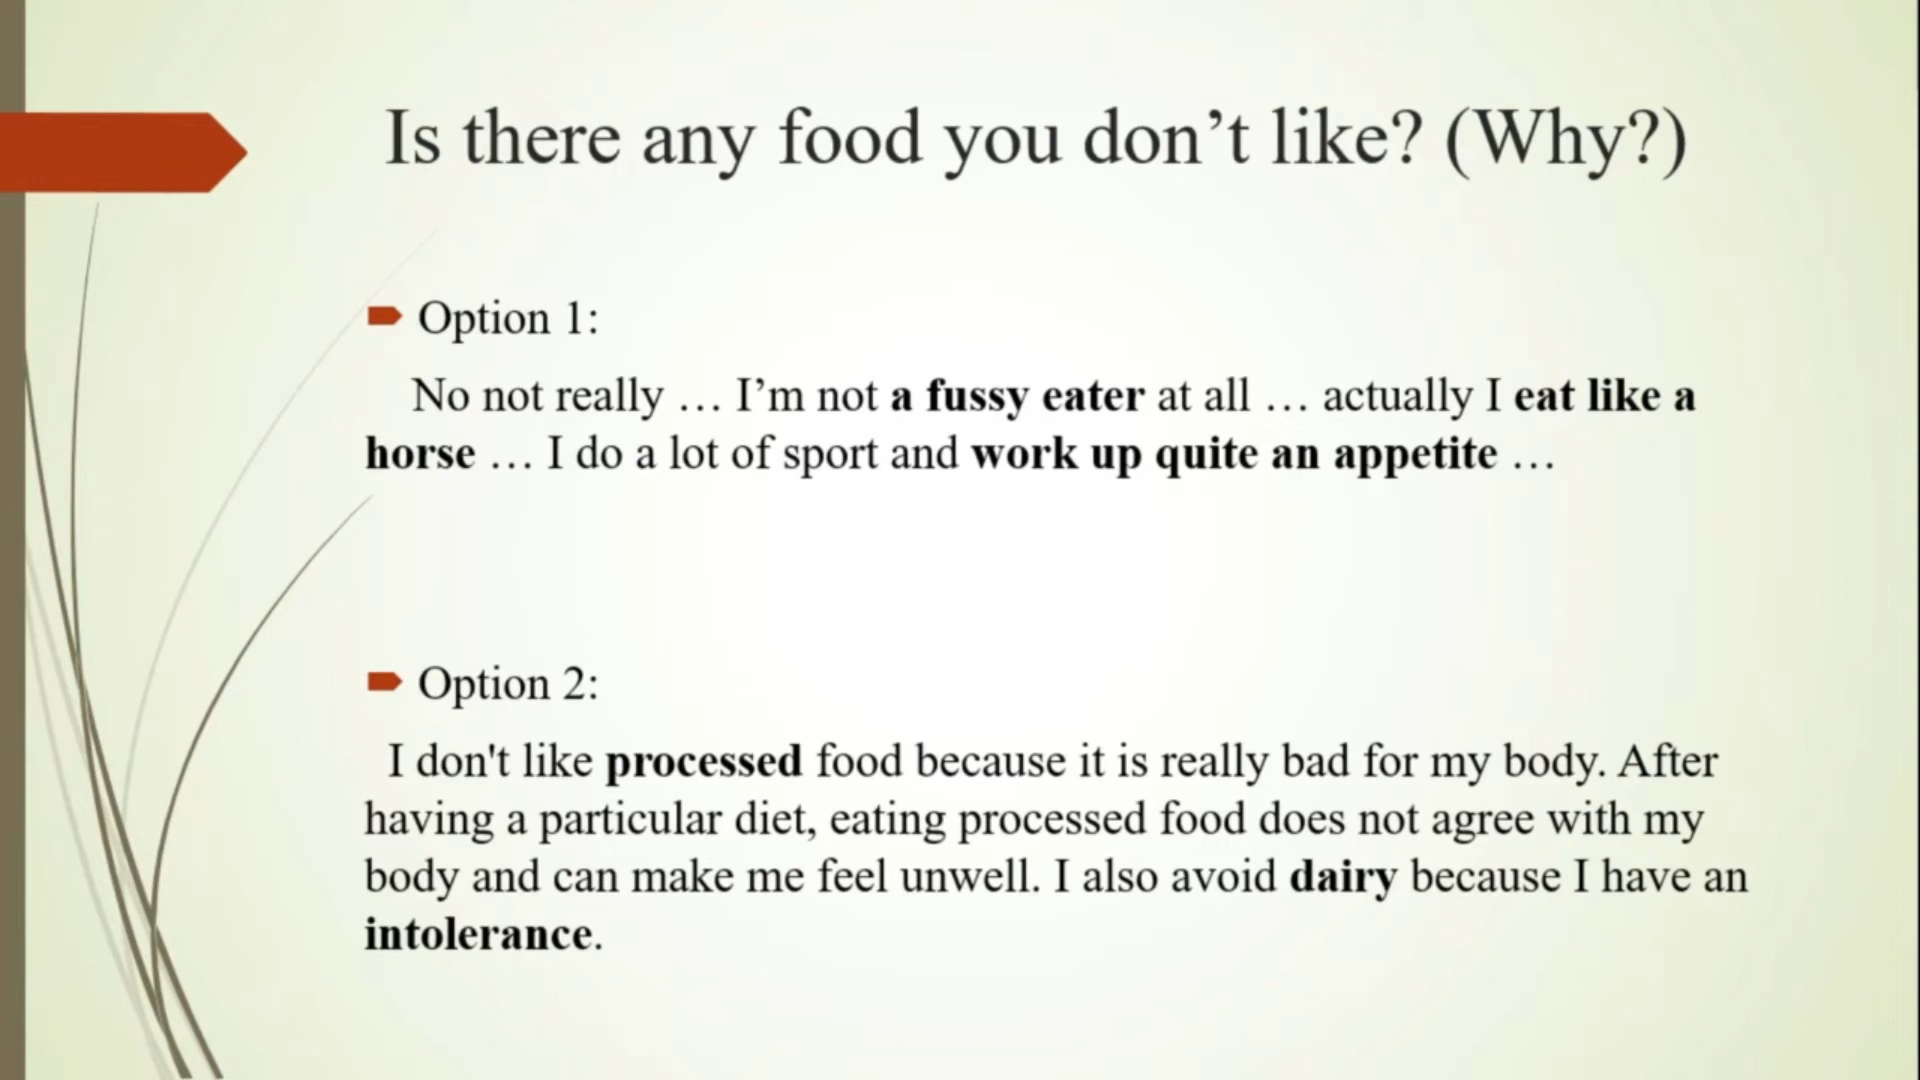 Is there any food you don’t like? (Why?)
Option 1:
No not really … I’m not a fussy eater at all … actually I eat like a
horse … I do a lot of sport and work up quite an appetite …
Option 2:
I don't like processed food because it is really bad for my body. After
having a particular diet, eating processed food does not agree with my
body and can make me feel unwell. I also avoid dairy because I have an
intolerance.